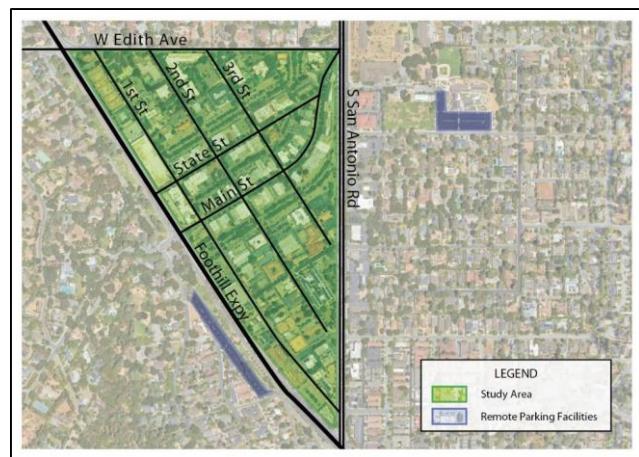 W Edith Ave
1st St
2nd St
3rd St
S San Antonio Rd
State St
Main St
Foothill Expy
LEGEND
Study Area
Remote Parking Facilities